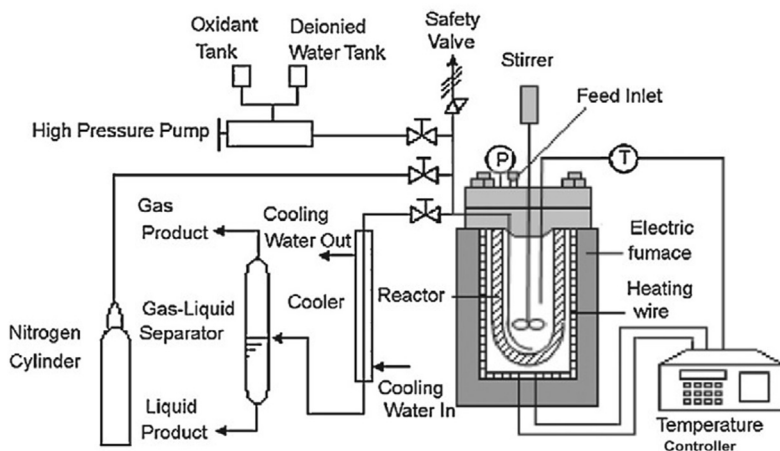 Oxidant
Tank
Deionied
Water Tank
Safety
Valve
Stirrer
Feed Inlet
High Pressure Pump
P
T
Gas
Product
Cooling
Water Out
Electric
furnace
Cooler
Reactor
Heating
wire
Gas-Liquid
Separator
Nitrogen
Cylinder
Cooling
Water In
Liquid
Product
Temperature
Controller